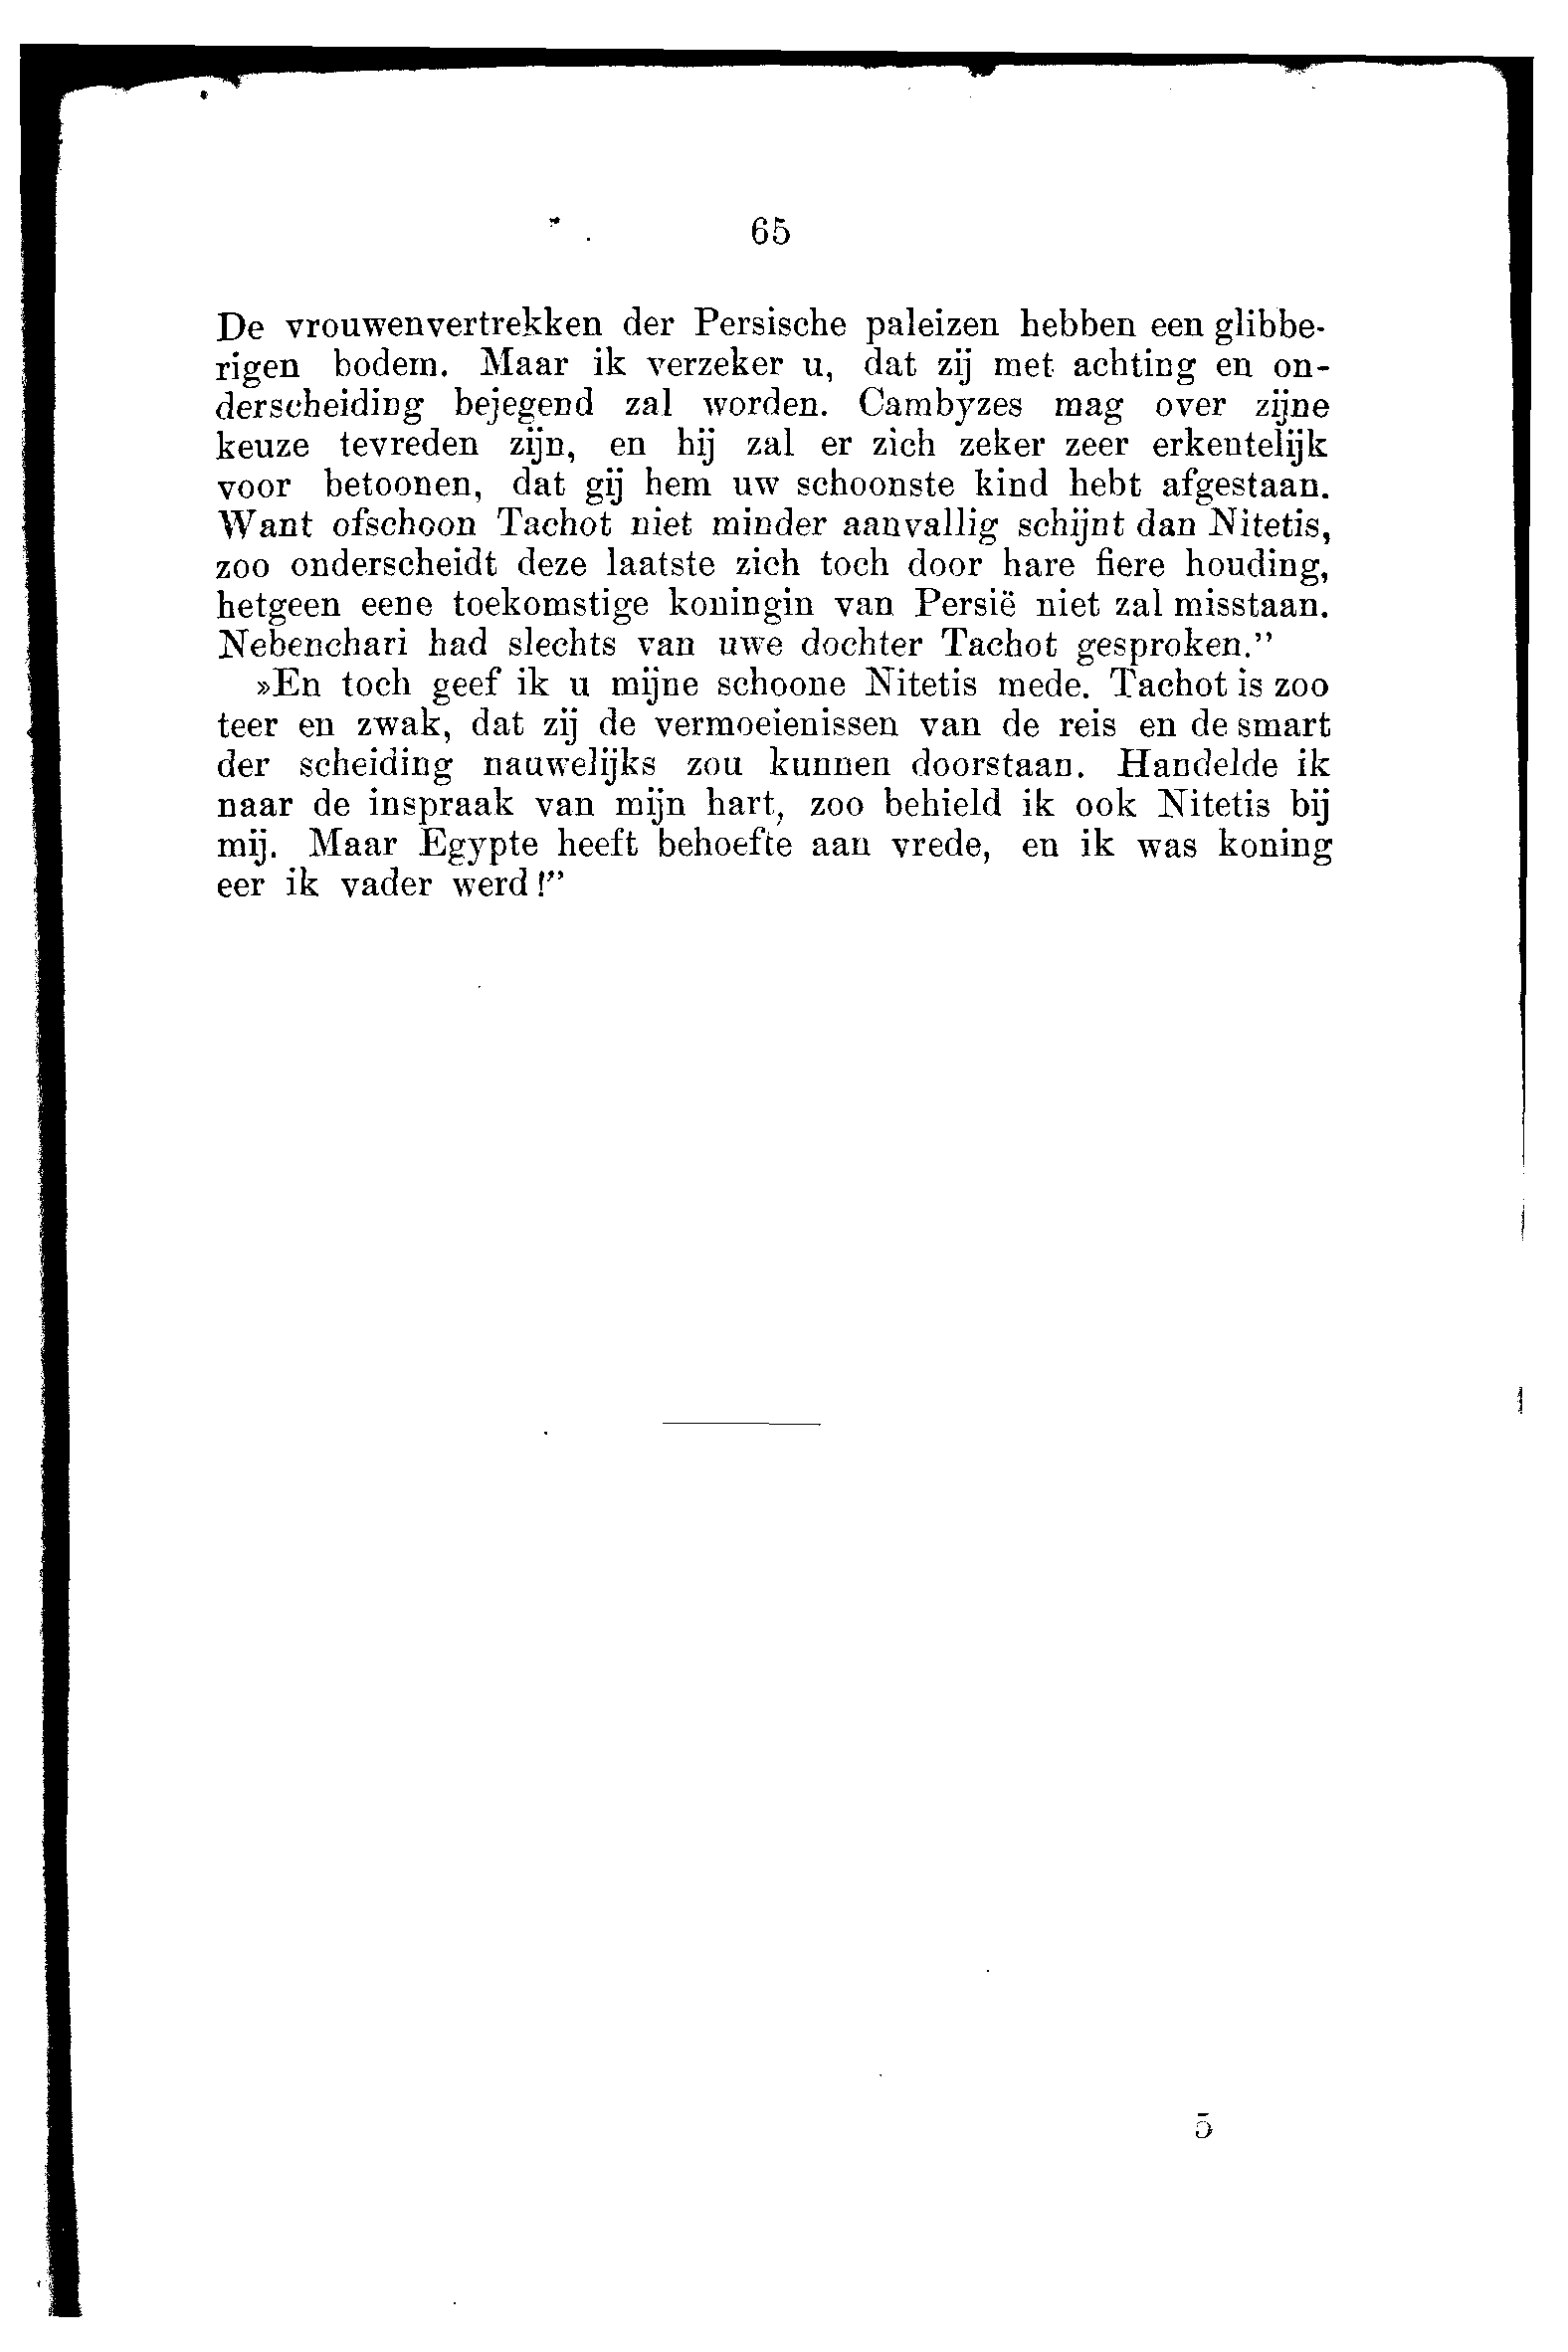 65
De vrouwenvertrekken der Persische paleizen hebben een glibbe-
rigen bodem. Maar ik verzeker u, dat zij met achting en on-
derscheiding bejegend zal worden. Cambyzes mag over zijne
keuze tevreden zijn, en hij zal er zich zeker zeer erkentelijk
voor betoonen, dat gij hem uw schoonste kind hebt afgestaan.
Want ofschoon Tachot niet minder aanvallig schijnt dan Nitetis,
zoo onderscheidt deze laatste zich toch door hare fiere houding,
hetgeen eene toekomstige koningin van Persië niet zal misstaan.
Nebenchari had slechts van uwe dochter Tachot gesproken.”
»En toch geef ik u mijne schoone Nitetis mede. Tachot is zoo
teer en zwak, dat zij de vermoeienissen van de reis en de smart
der scheiding nauwelijks zou kunnen doorstaan. Handelde ik
naar de inspraak van mijn hart, zoo behield ik ook Nitetis bij
mij. Maar Egypte heeft behoefte aan vrede, en ik was koning
eer ik vader werd!”
5